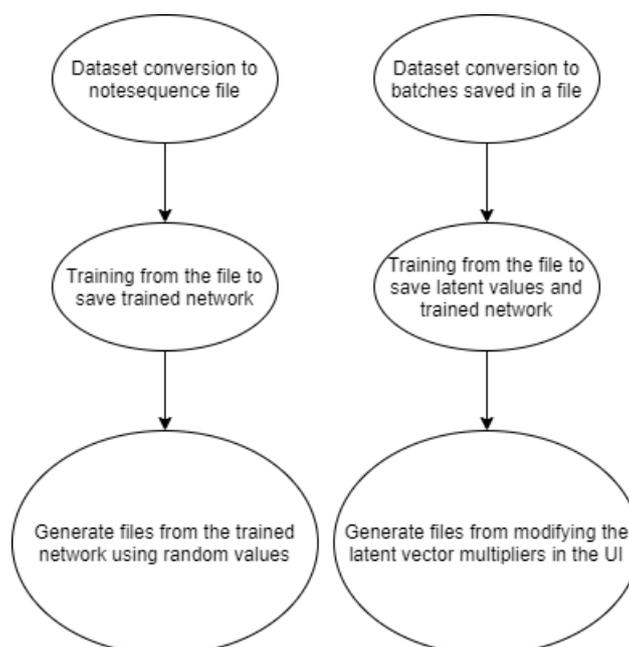 Dataset conversion to
notesequence file
Dataset conversion to
batches saved in a file
Training from the file to
save trained network
Training from the file to
save latent values and
trained network
Generate files from the trained
network using random values
Generate files from modifying the
latent vector multipliers in the UI